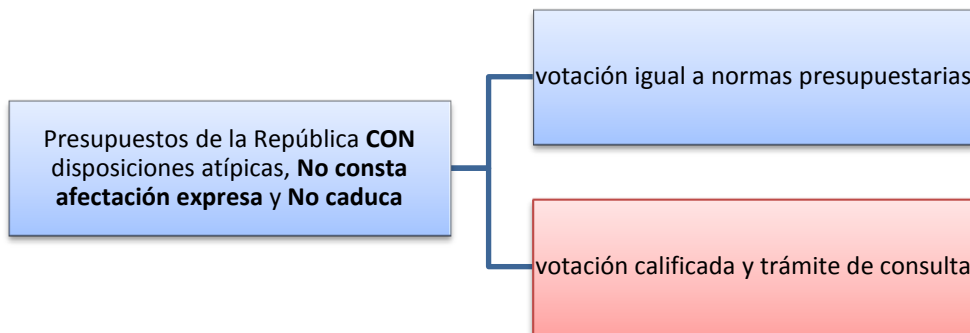 Presupuestos de la República CON
disposiciones atípicas, No consta
afectación expresa y No caduca
votación igual a normas presupuestarias
votación calificada y trámite de consulta